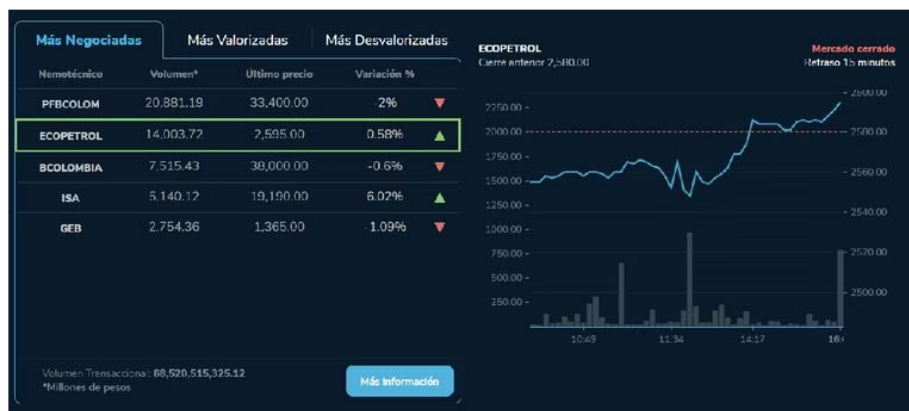 Más Negociadas
Más Valorizadas
Más Desvalorizadas
Nemotécnico Volumen* Último precio Variación %
PFBCOLOM 20,881.19 33,400.00 -2%
ECOPETROL 14,003.72 2,595.00 0.58%
BCOLOMBIA 7,515.43 38,000.00 -0.6%
ISA 5,140.12 19,190.00 6.02%
GEB 2,754.36 1,365.00 -1.09%
Volumen Transaccional: 68,520,515,325.12
*Millones de pesos
Más Información
ECOPETROL
Cierre anterior 2,580.00
Mercado cerrado
Retraso 15 minutos
2250.00
2000.00
1750.00
1500.00
1250.00
1000.00
750.00
500.00
250.00
2600.00
2580.00
2560.00
2540.00
2520.00
2500.00
10:49 11:34 14:17